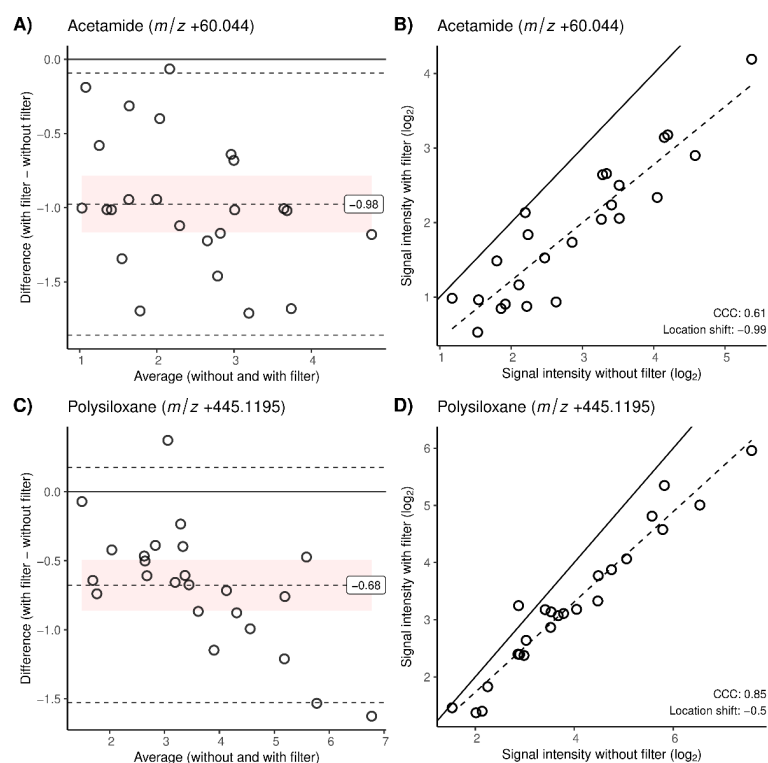 A) Acetamide (m/z +60.044)
Difference (with filter − without filter)
0.0
−0.5
−1.0
−1.5
−0.98
1 2 3 4
Average (without and with filter)
B) Acetamide (m/z +60.044)
Signal intensity with filter (log₂)
4
3
2
1
CCC: 0.61
Location shift: −0.99
1 2 3 4 5
Signal intensity without filter (log₂)
C) Polysiloxane (m/z +445.1195)
Difference (with filter − without filter)
0.0
−0.5
−1.0
−1.5
−0.68
2 3 4 5 6 7
Average (without and with filter)
D) Polysiloxane (m/z +445.1195)
Signal intensity with filter (log₂)
6
5
4
3
2
CCC: 0.85
Location shift: −0.5
2 4 6
Signal intensity without filter (log₂)